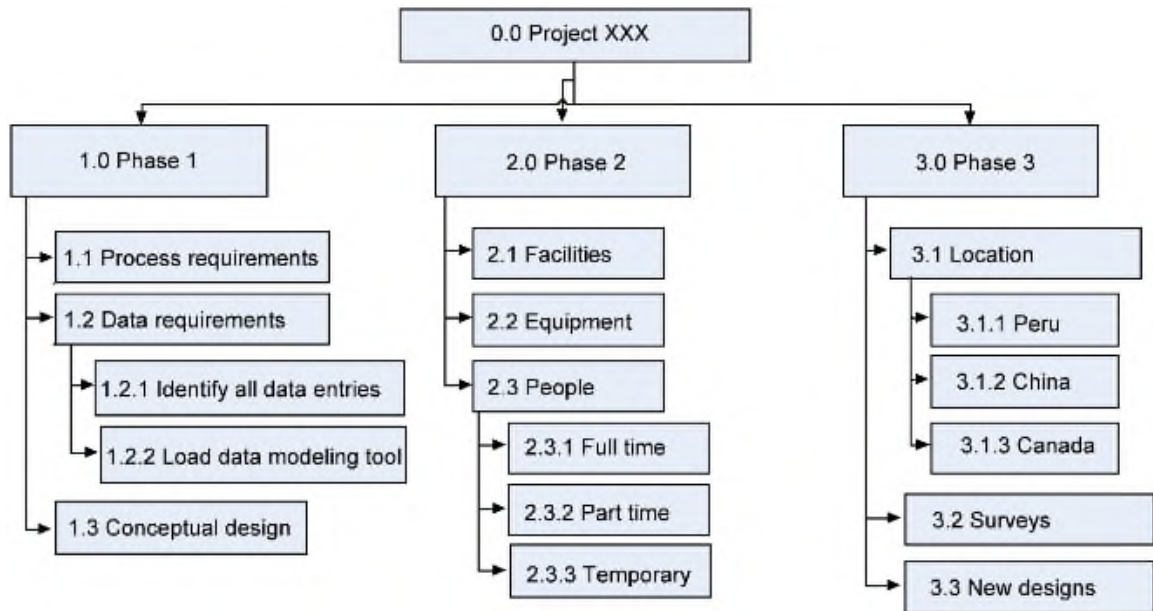 0.0 Project XXX
1.0 Phase 1
1.1 Process requirements
1.2 Data requirements
1.2.1 Identify all data entries
1.2.2 Load data modeling tool
1.3 Conceptual design
2.0 Phase 2
2.1 Facilities
2.2 Equipment
2.3 People
2.3.1 Full time
2.3.2 Part time
2.3.3 Temporary
3.0 Phase 3
3.1 Location
3.1.1 Peru
3.1.2 China
3.1.3 Canada
3.2 Surveys
3.3 New designs